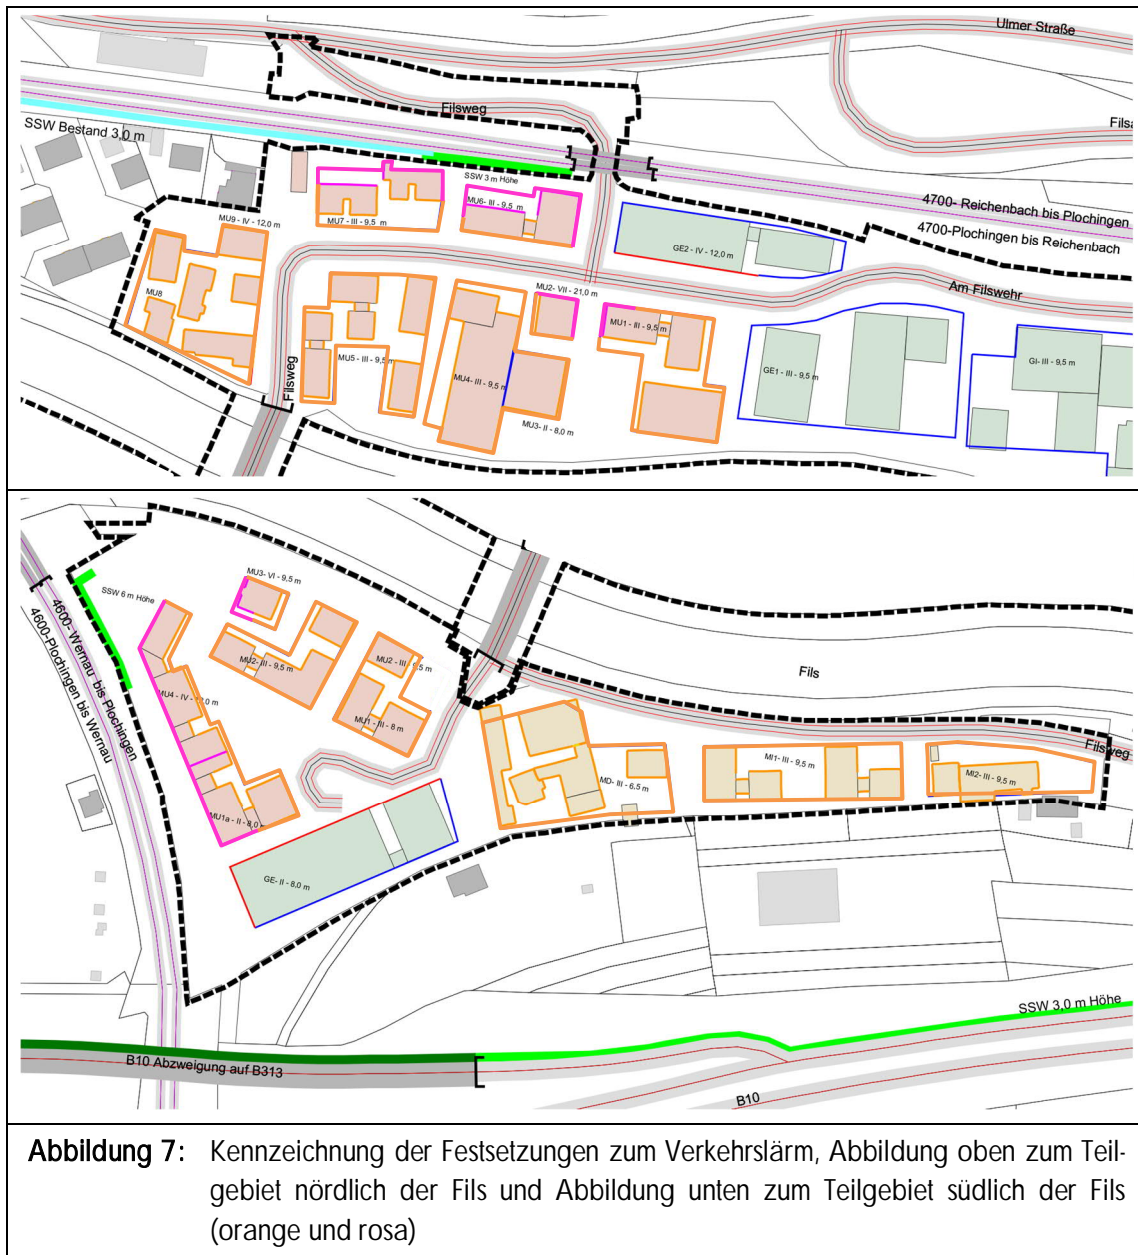 Ulmer Straße
Filsweg
Filsa
SSW Bestand 3,0 m
SSW 3 m Höhe
4700- Reichenbach bis Plochingen
4700-Plochingen bis Reichenbach
MU9 - IV - 12,0 m
MU7 - III - 9,5 m
MU6- III - 9,5 m
GE2 - IV - 12,0 m
Am Filswehr
MU8
MU2- VII - 21,0 m
MU1 - III - 9,5 m
MU5 - III - 9,5 m
MU4- III - 9,5 m
GE1 - III - 9,5 m
GI- III - 9,5 m
Filsweg
MU3- II - 8,0 m
SSW 6 m Höhe
MU3- VI - 9,5 m
4600- Wernau bis Plochingen
4600-Plochingen bis Wernau
MU2- III - 9,5 m
MU2 - III - 9,5 m
Fils
MU4 - IV - 12,0 m
MU1 - III - 8 m
Filsweg
MI1- III - 9,5 m
MD- III - 6,5 m
MI2- III - 9,5 m
MU1a - II - 8,0
GE- II - 8,0 m
SSW 3,0 m Höhe
B10 Abzweigung auf B313
B10
Abbildung 7: Kennzeichnung der Festsetzungen zum Verkehrslärm, Abbildung oben zum Teil-
gebiet nördlich der Fils und Abbildung unten zum Teilgebiet südlich der Fils
(orange und rosa)